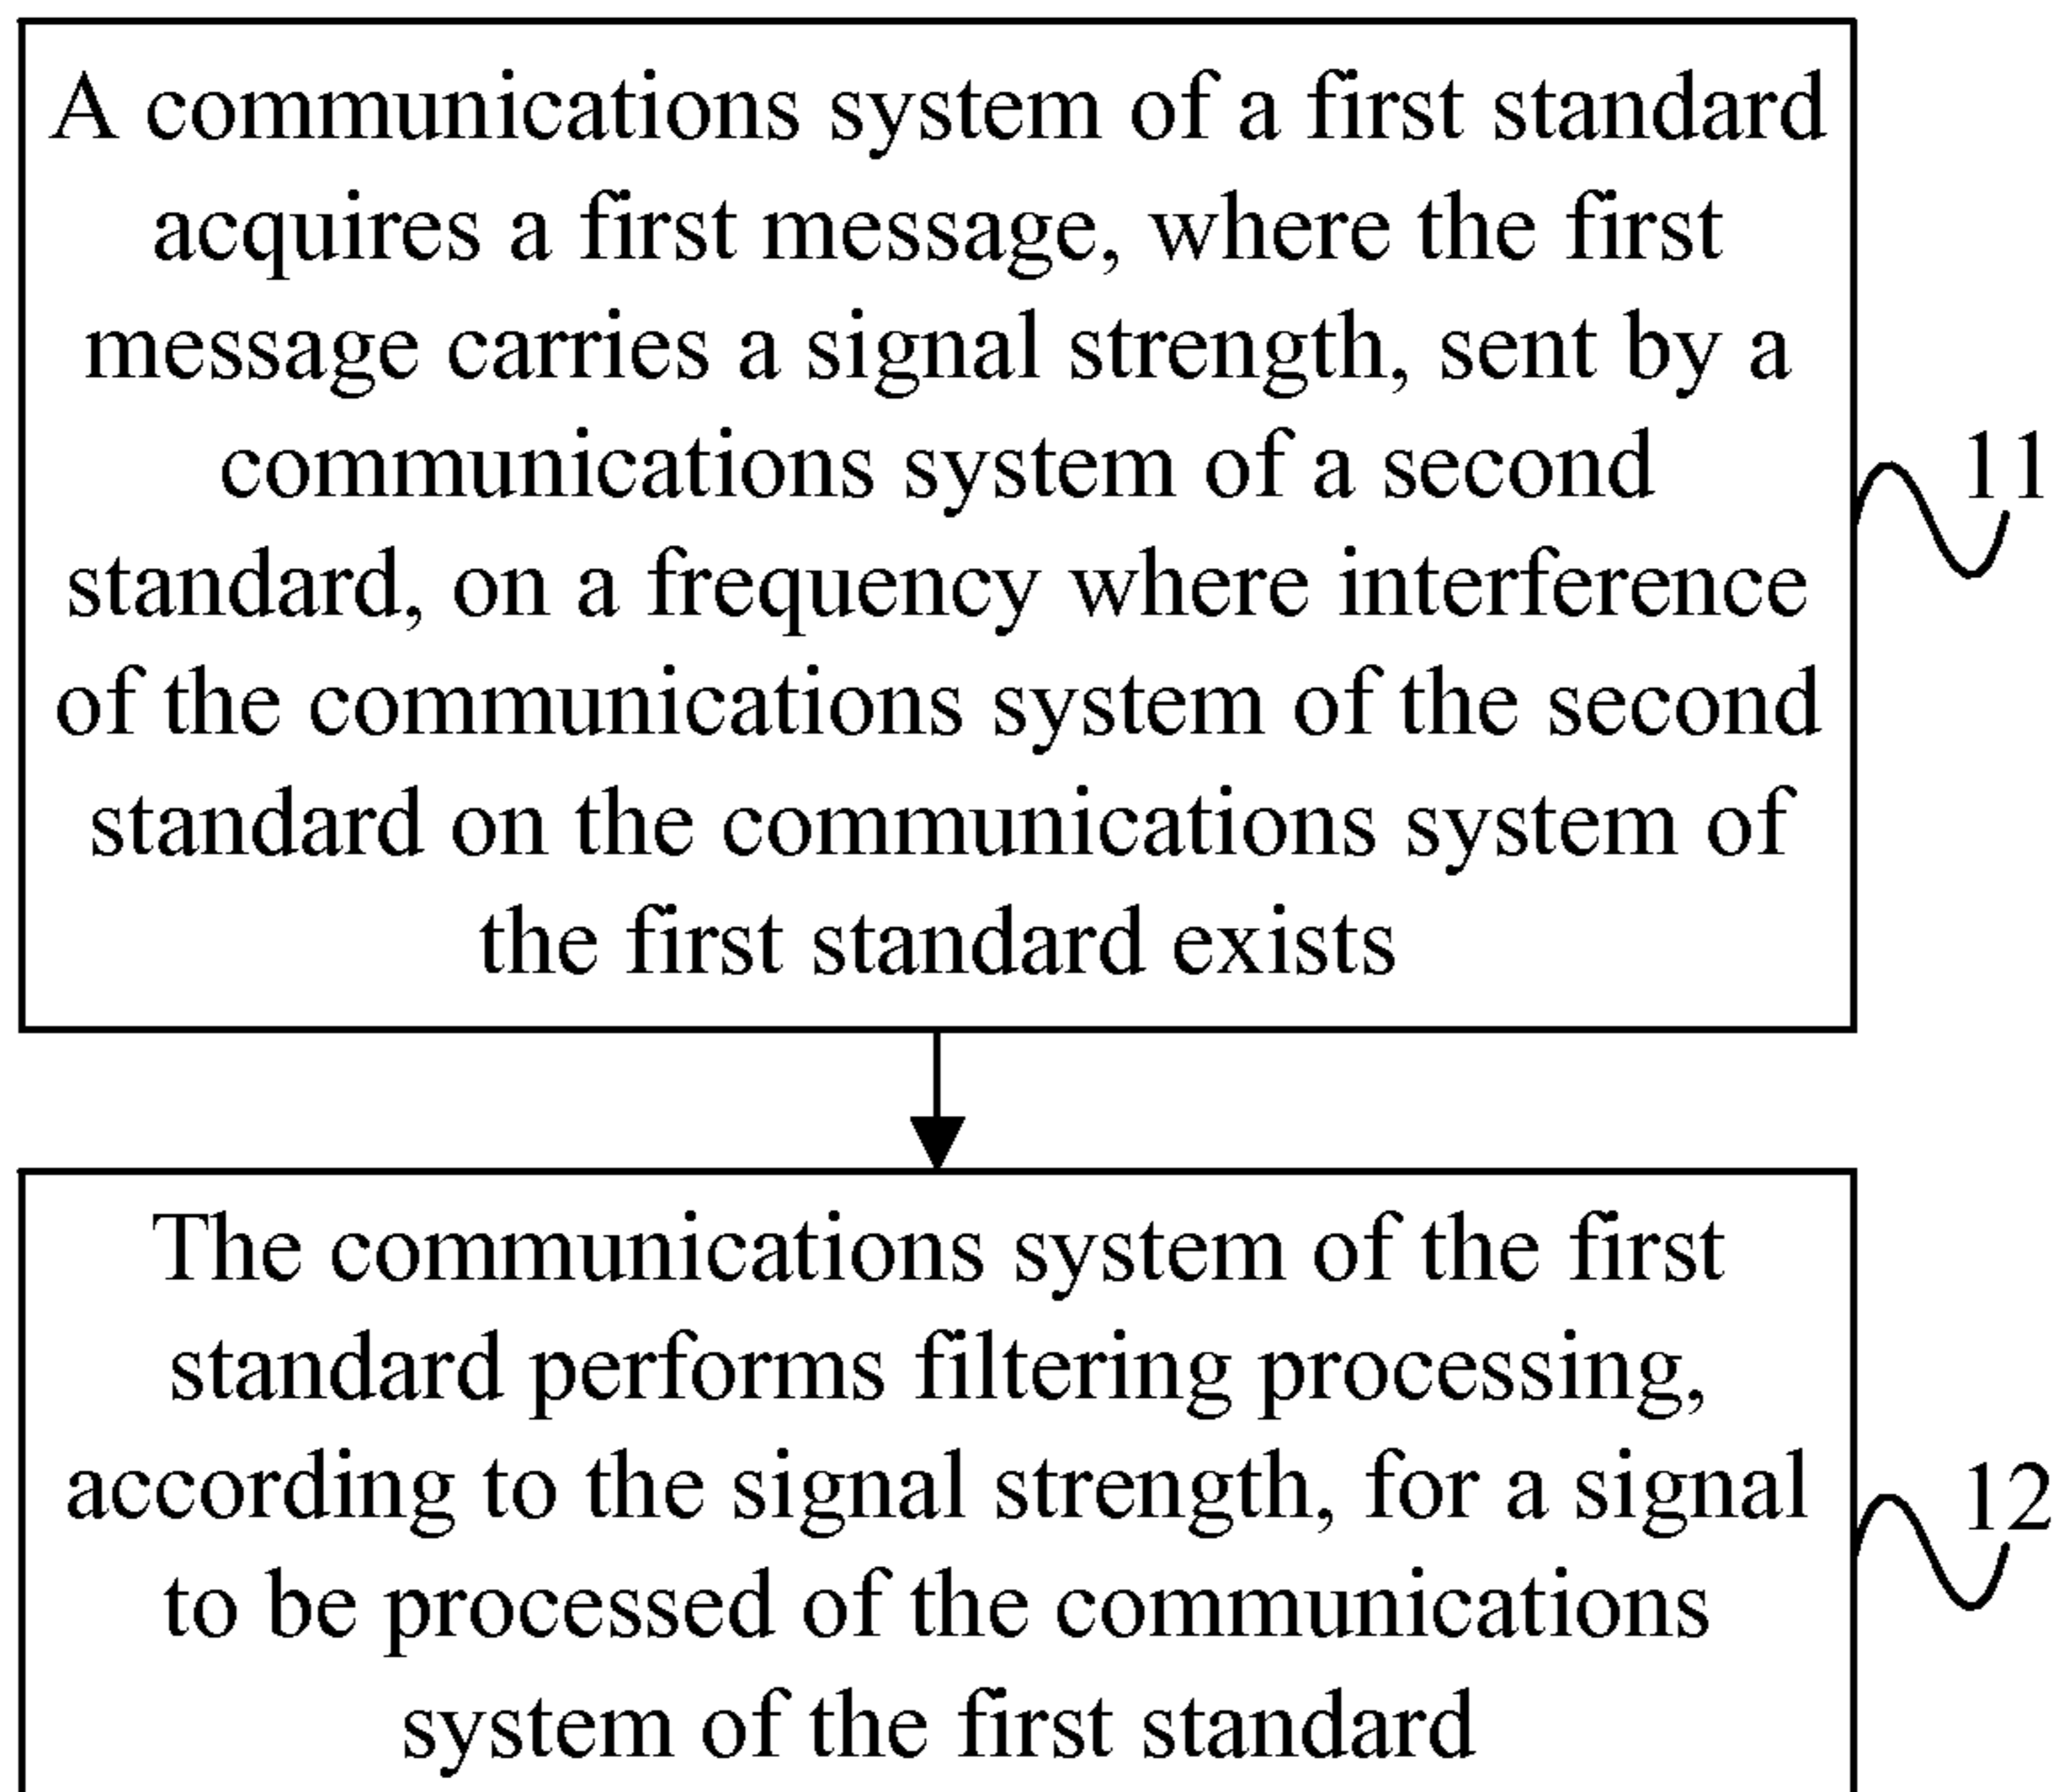 A communications system of a first standard
acquires a first message, where the first
message carries a signal strength, sent by a
communications system of a second
standard, on a frequency where interference
of the communications system of the second
standard on the communications system of
the first standard exists
11
The communications system of the first
standard performs filtering processing,
according to the signal strength, for a signal
to be processed of the communications
system of the first standard
12